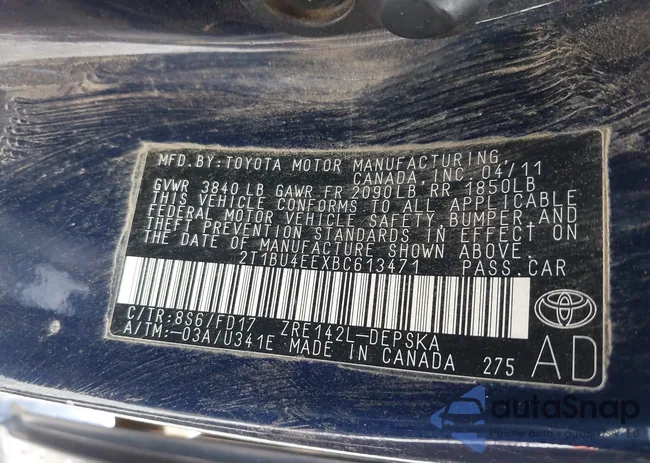 MFD.BY:TOYOTA MOTOR MANUFACTURING,
CANADA, INC. 04/11
GVWR 3840 LB GAWR FR 2090LB, RR 1850LB
THIS VEHICLE CONFORMS TO ALL APPLICABLE
FEDERAL MOTOR VEHICLE SAFETY, BUMPER, AND
THEFT PREVENTION STANDARDS IN EFFECT ON
THE DATE OF MANUFACTURE SHOWN ABOVE.
2T1BU4EEXBC613471 PASS.CAR
C/TR:8S6/FD17 ZRE142L-DEPSKA
A/TM:-03A/U341E MADE IN CANADA 275 AD
autoSnap